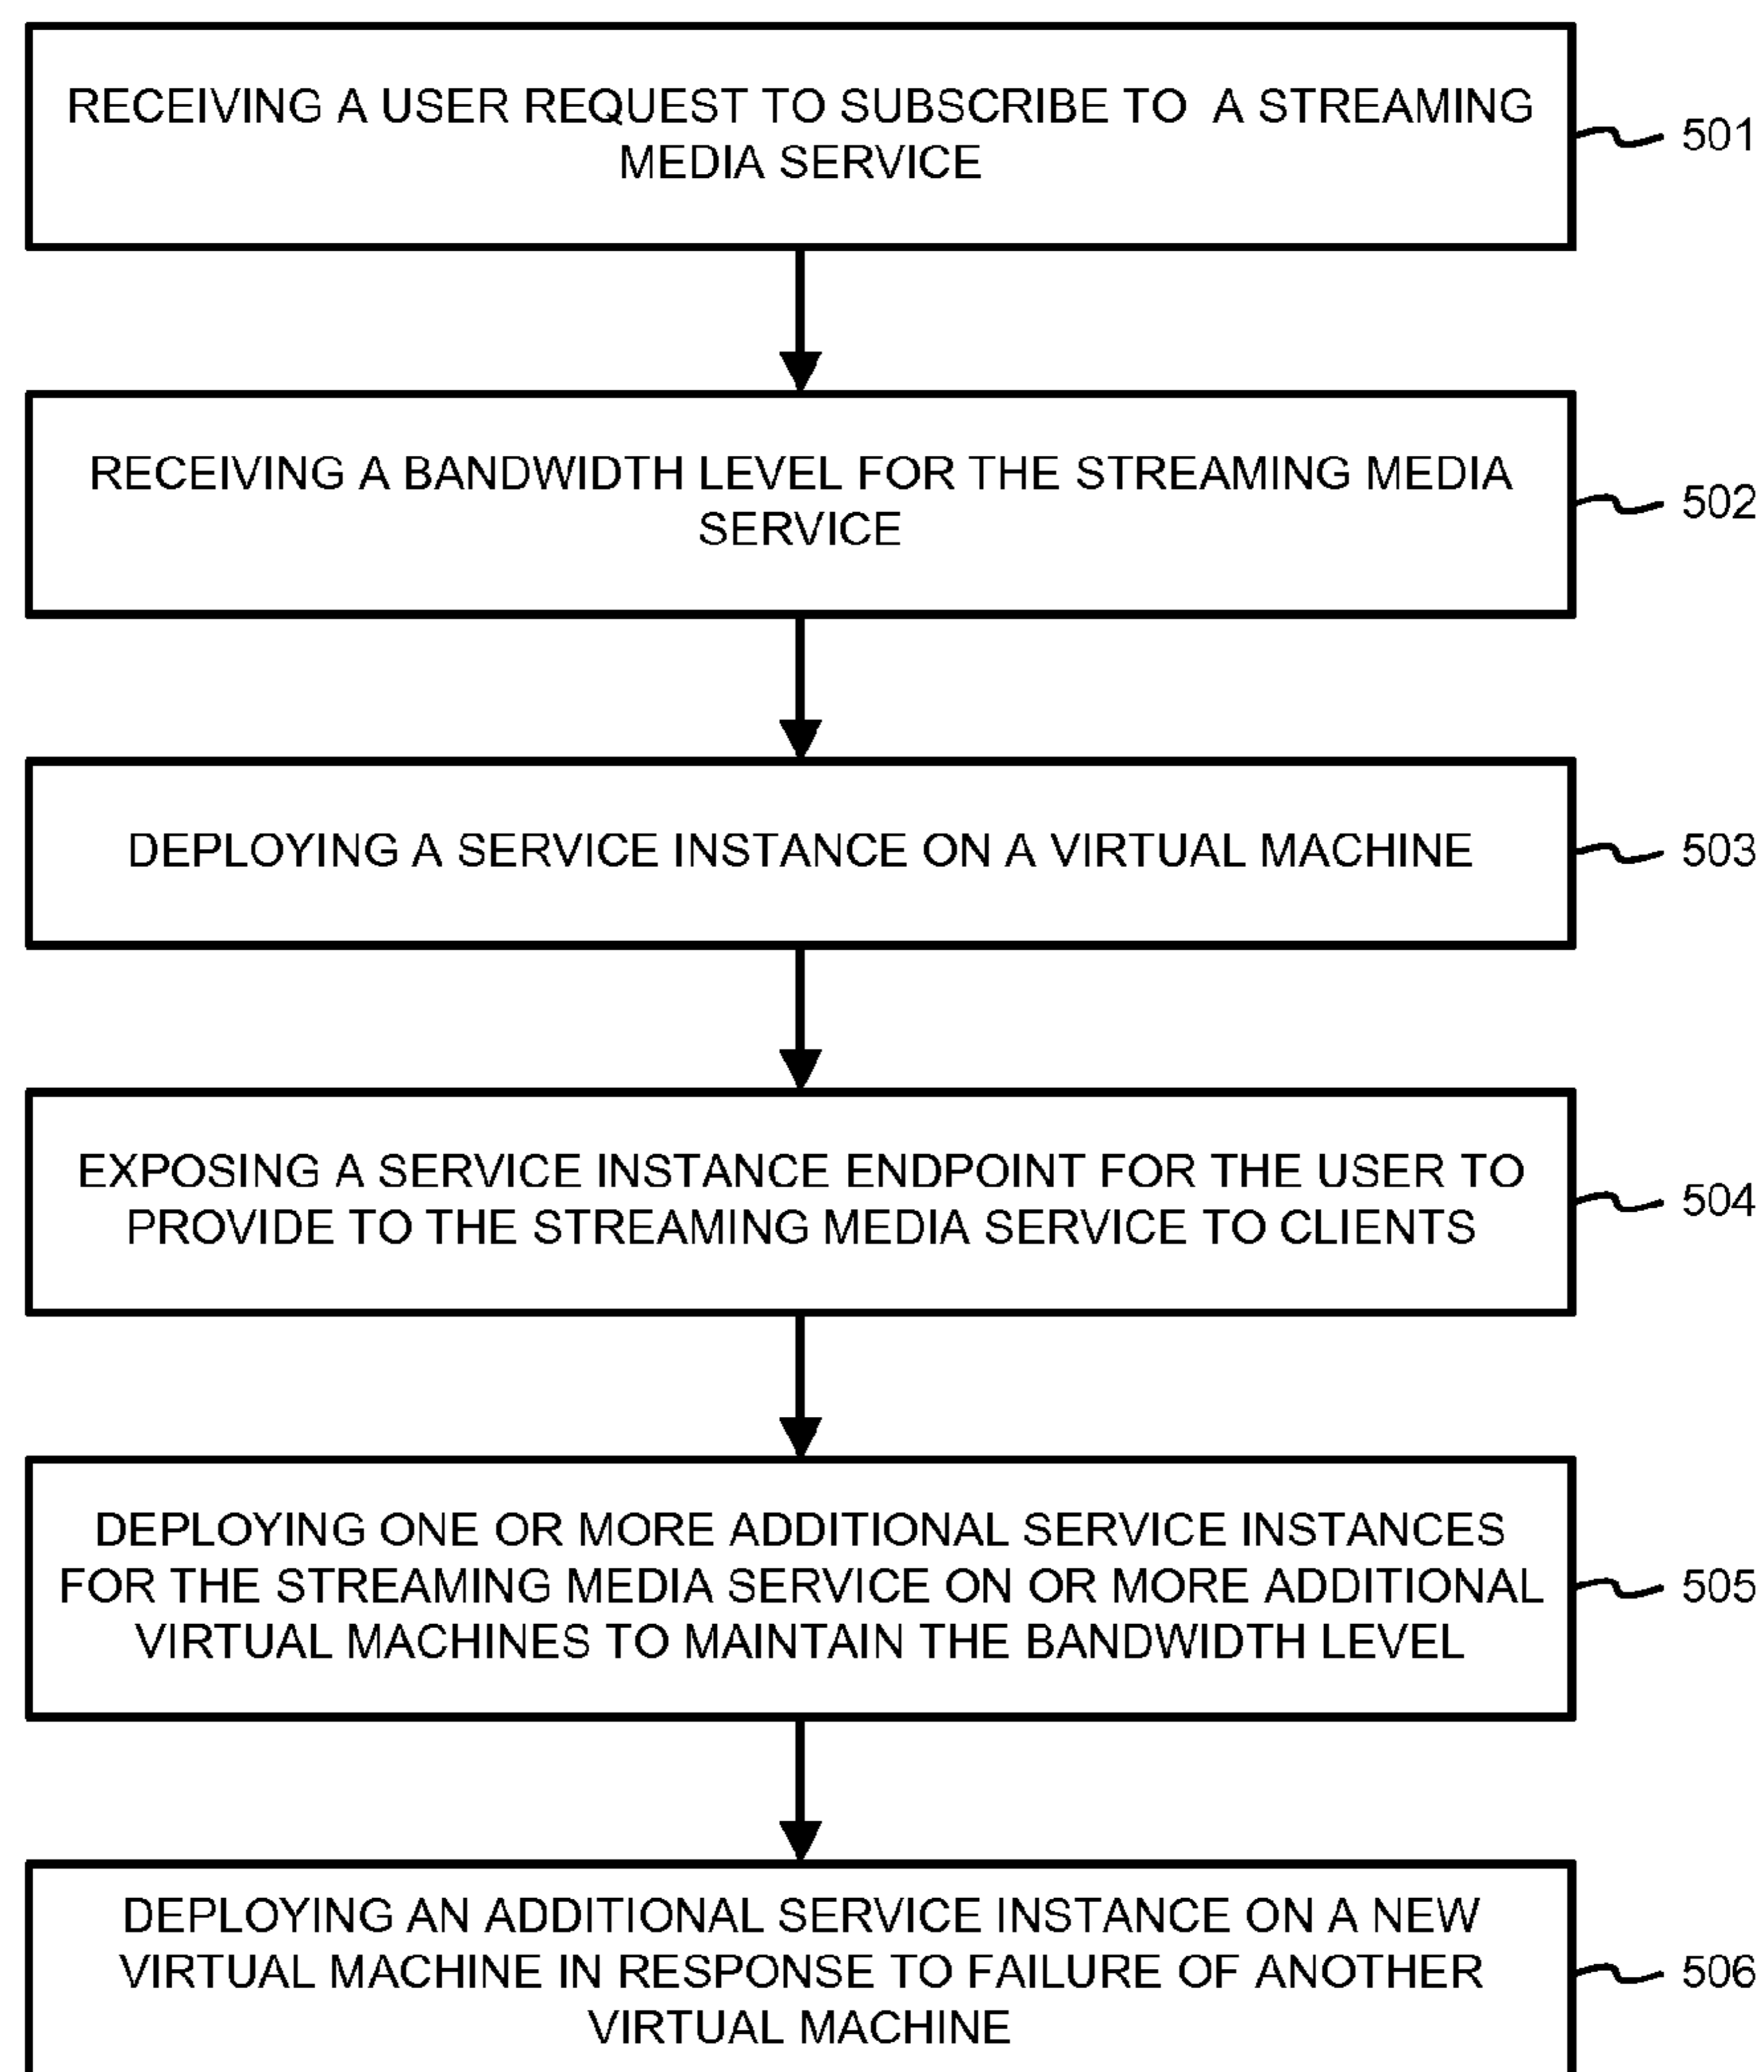 RECEIVING A USER REQUEST TO SUBSCRIBE TO A STREAMING
MEDIA SERVICE
501
RECEIVING A BANDWIDTH LEVEL FOR THE STREAMING MEDIA
SERVICE
502
DEPLOYING A SERVICE INSTANCE ON A VIRTUAL MACHINE
503
EXPOSING A SERVICE INSTANCE ENDPOINT FOR THE USER TO
PROVIDE TO THE STREAMING MEDIA SERVICE TO CLIENTS
504
DEPLOYING ONE OR MORE ADDITIONAL SERVICE INSTANCES
FOR THE STREAMING MEDIA SERVICE ON OR MORE ADDITIONAL
VIRTUAL MACHINES TO MAINTAIN THE BANDWIDTH LEVEL
505
DEPLOYING AN ADDITIONAL SERVICE INSTANCE ON A NEW
VIRTUAL MACHINE IN RESPONSE TO FAILURE OF ANOTHER
VIRTUAL MACHINE
506